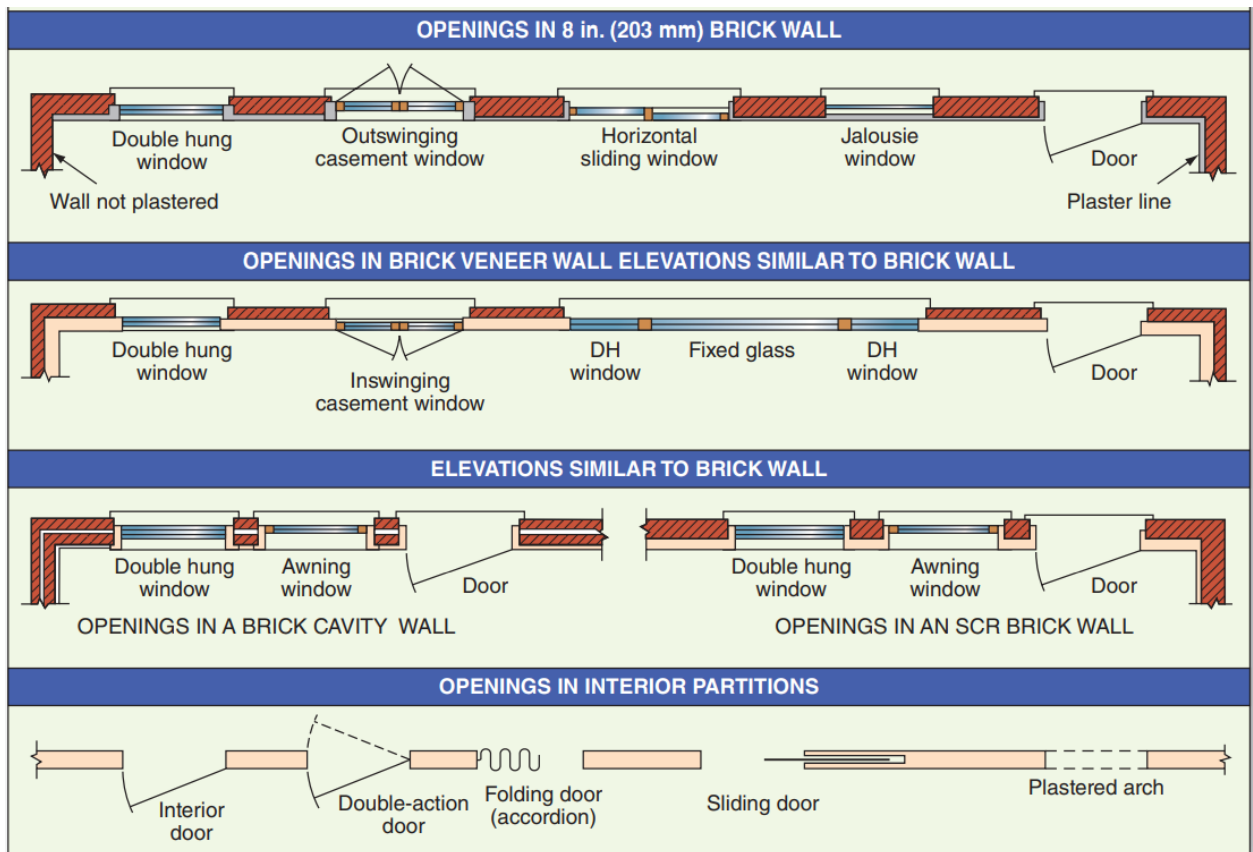 OPENINGS IN 8 in. (203 mm) BRICK WALL
Double hung
window
Outswinging
casement window
Horizontal
sliding window
Jalousie
window
Door
Wall not plastered
Plaster line
OPENINGS IN BRICK VENEER WALL ELEVATIONS SIMILAR TO BRICK WALL
Double hung
window
Inswinging
casement window
DH
window
Fixed glass
DH
window
Door
ELEVATIONS SIMILAR TO BRICK WALL
Double hung
window
Awning
window
Door
OPENINGS IN A BRICK CAVITY WALL
Double hung
window
Awning
window
Door
OPENINGS IN AN SCR BRICK WALL
OPENINGS IN INTERIOR PARTITIONS
Interior
door
Double-action
door
Folding door
(accordion)
Sliding door
Plastered arch